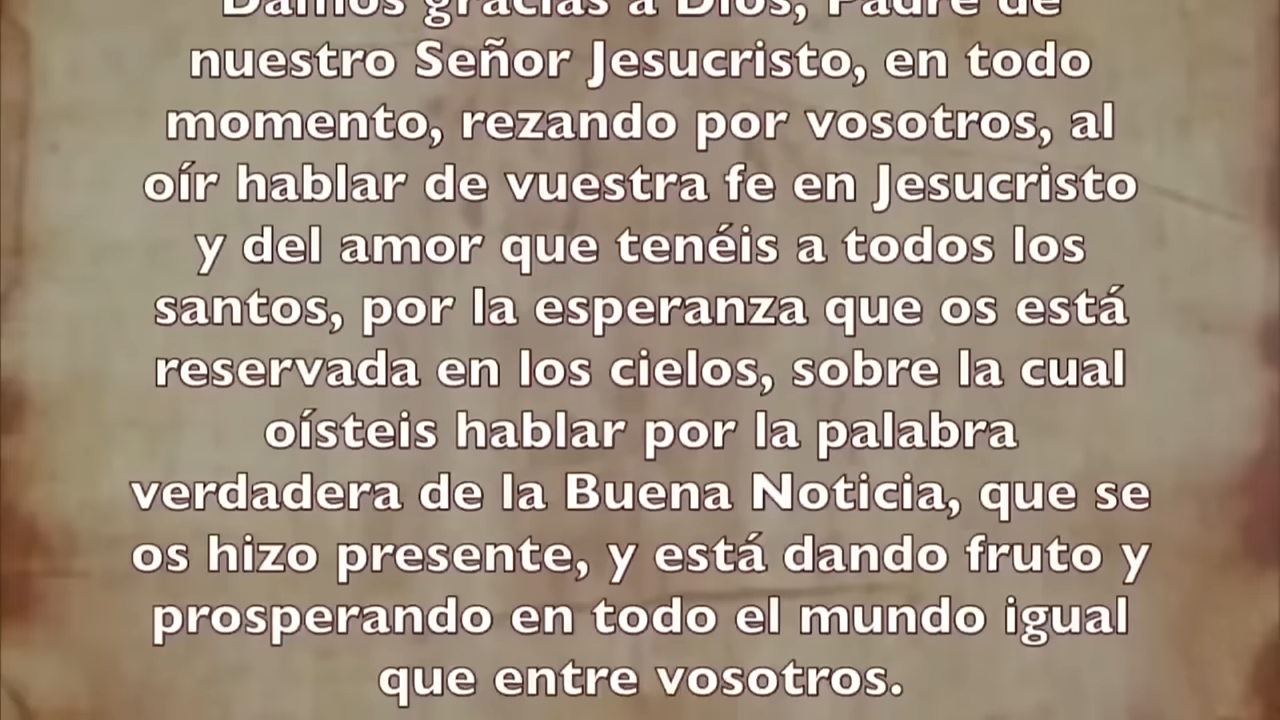 Damos gracias a Dios, Padre de
nuestro Señor Jesucristo, en todo
momento, rezando por vosotros, al
oír hablar de vuestra fe en Jesucristo
y del amor que tenéis a todos los
santos, por la esperanza que os está
reservada en los cielos, sobre la cual
oísteis hablar por la palabra
verdadera de la Buena Noticia, que se
os hizo presente, y está dando fruto y
prosperando en todo el mundo igual
que entre vosotros.